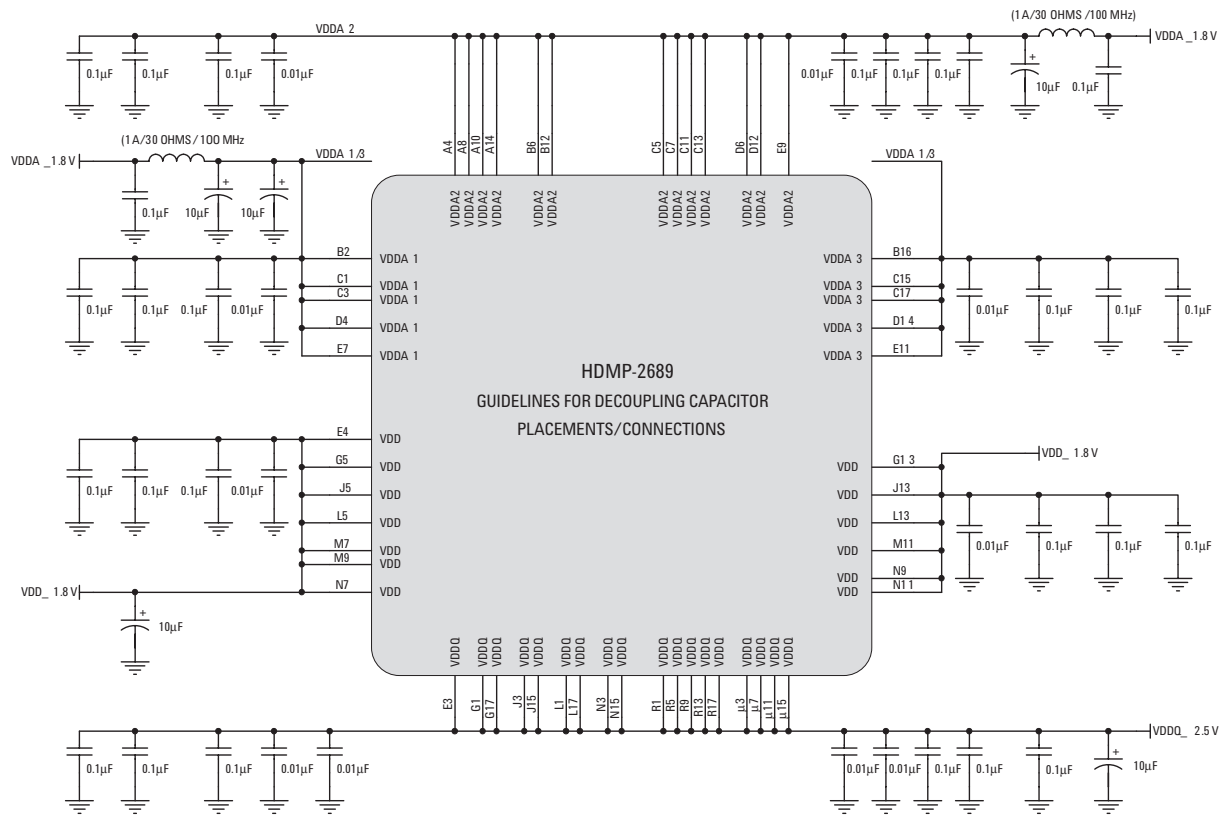 (1A/30 OHMS /100 MHz)
VDDA 2
VDDA _1.8 V
0.1µF 0.1µF 0.1µF 0.01µF
0.01µF 0.1µF 0.1µF 0.1µF 10µF + 0.1µF
(1A/30 OHMS / 100 MHz
VDDA _1.8 V
VDDA 1/3
VDDA 1/3
0.1µF 10µF + 10µF +
A4 A8 A10 A14 B6 B12 C5 C7 C11 C13 D6 D12 E9
VDDA2 VDDA2 VDDA2 VDDA2 VDDA2 VDDA2 VDDA2 VDDA2 VDDA2 VDDA2 VDDA2 VDDA2 VDDA2
B2 VDDA 1
C1 VDDA 1
C3 VDDA 1
D4 VDDA 1
E7 VDDA 1
0.1µF 0.1µF 0.1µF 0.01µF
VDDA 3 B16
VDDA 3 C15
VDDA 3 C17
VDDA 3 D1 4
VDDA 3 E11
0.01µF 0.1µF 0.1µF 0.1µF
HDMP-2689
GUIDELINES FOR DECOUPLING CAPACITOR
PLACEMENTS/CONNECTIONS
E4 VDD
G5 VDD
J5 VDD
L5 VDD
M7 VDD
M9 VDD
N7 VDD
0.1µF 0.1µF 0.1µF 0.01µF
VDD_ 1.8 V
+
10µF
VDD_ 1.8 V
VDD G1 3
VDD J13
VDD L13
VDD M11
VDD N9
VDD N11
0.01µF 0.1µF 0.1µF 0.1µF
VDDQ VDDQ VDDQ VDDQ VDDQ VDDQ VDDQ VDDQ VDDQ VDDQ VDDQ VDDQ VDDQ VDDQ VDDQ VDDQ VDDQ VDDQ
E3 G1 G17 J3 J15 L1 L17 N3 N15 R1 R5 R9 R13 R17 µ3 µ7 µ11 µ15
VDDQ_ 2.5 V
0.1µF 0.1µF 0.1µF 0.01µF 0.01µF
0.01µF 0.01µF 0.1µF 0.1µF 0.1µF 10µF +